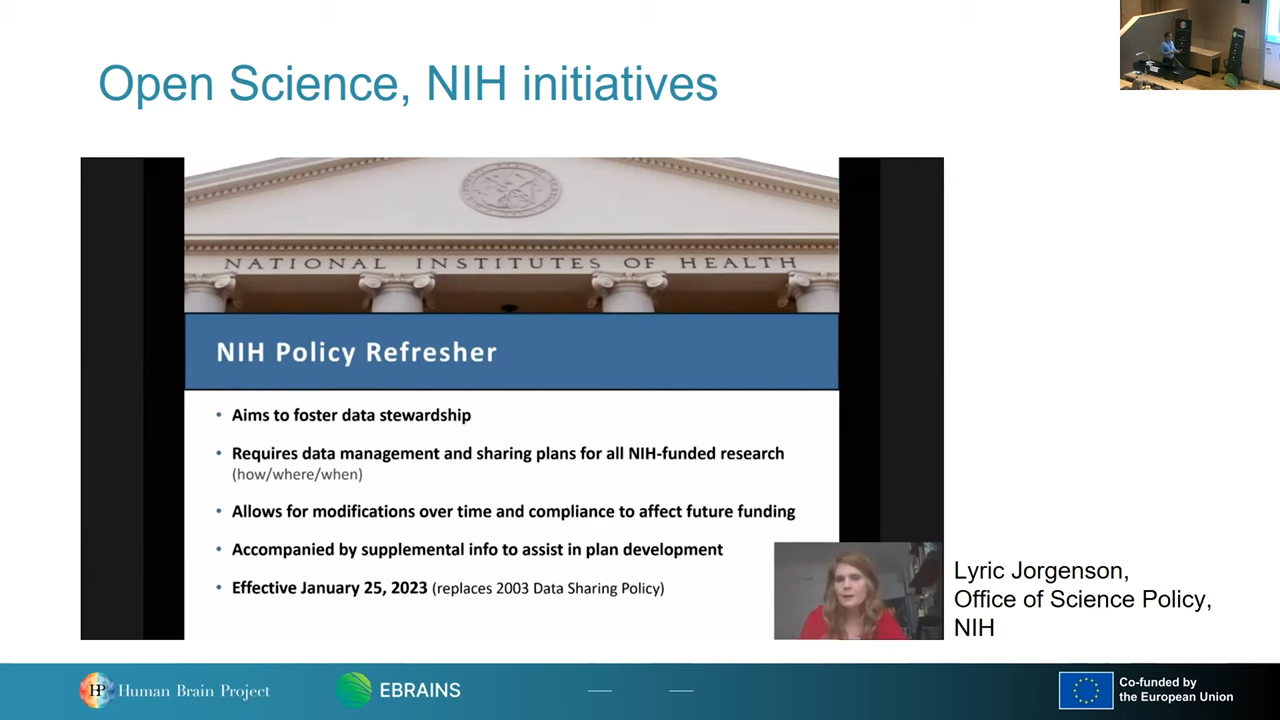 Open Science, NIH initiatives
NATIONAL INSTITUTES OF HEALTH
NIH Policy Refresher
• Aims to foster data stewardship
• Requires data management and sharing plans for all NIH-funded research
(how/where/when)
• Allows for modifications over time and compliance to affect future funding
• Accompanied by supplemental info to assist in plan development
• Effective January 25, 2023 (replaces 2003 Data Sharing Policy)
Lyric Jorgenson,
Office of Science Policy,
NIH
HP Human Brain Project
EBRAINS
Co-funded by
the European Union